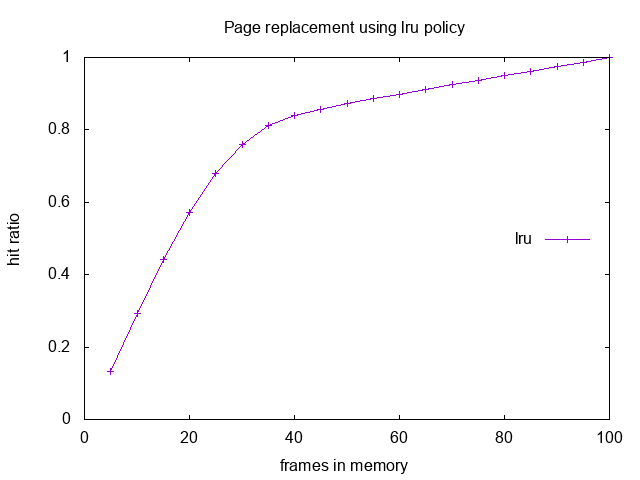 Page replacement using lru policy
1
0.8
0.6
0.4
0.2
0
0 20 40 60 80 100
hit ratio
lru
frames in memory